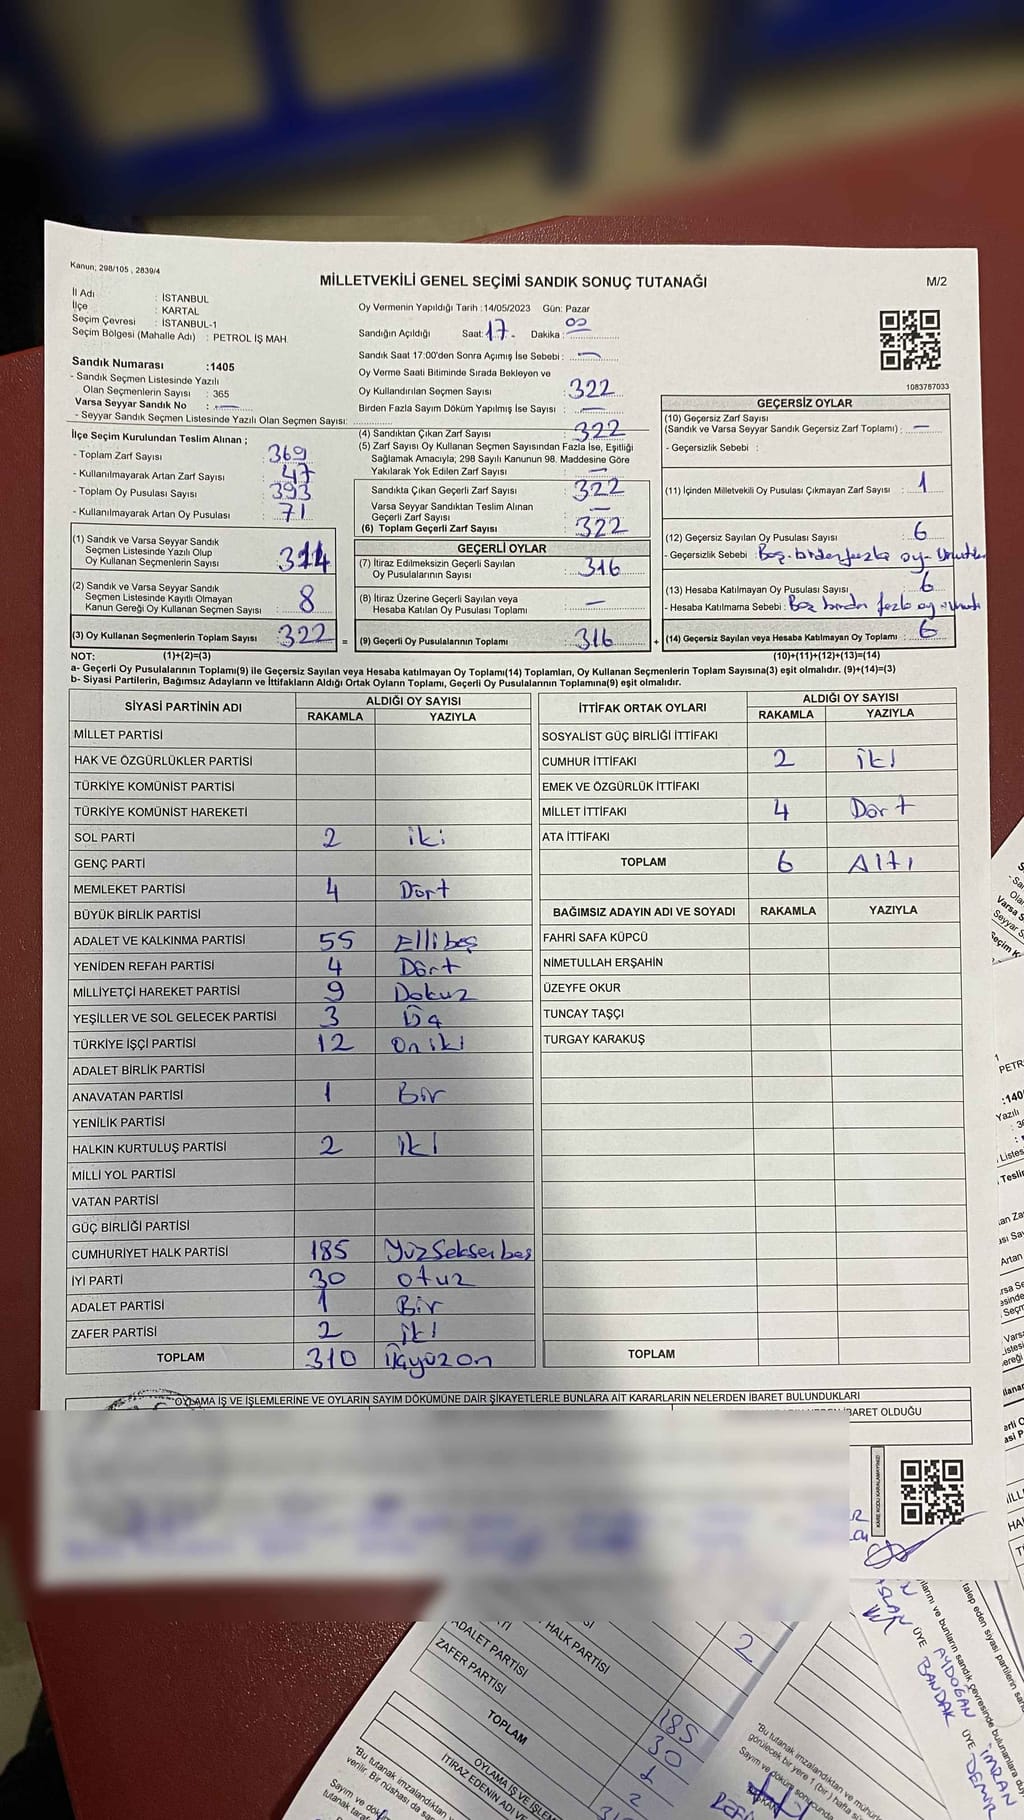 Kanun; 298/105 , 2839/4
MİLLETVEKİLİ GENEL SEÇİMİ SANDIK SONUÇ TUTANAĞI
M/2
İl Adı : İSTANBUL
İlçe : KARTAL
Seçim Çevresi : İSTANBUL-1
Seçim Bölgesi (Mahalle Adı) : PETROL İŞ MAH.
Sandık Numarası :1405
- Sandık Seçmen Listesinde Yazılı
Olan Seçmenlerin Sayısı : 365
Varsa Seyyar Sandık No : —
- Seyyar Sandık Seçmen Listesinde Yazılı Olan Seçmen Sayısı:
İlçe Seçim Kurulundan Teslim Alınan ;
- Toplam Zarf Sayısı : 369
- Kullanılmayarak Artan Zarf Sayısı : 47
- Toplam Oy Pusulası Sayısı : 393
- Kullanılmayarak Artan Oy Pusulası : 71
(1) Sandık ve Varsa Seyyar Sandık
Seçmen Listesinde Yazılı Olup
Oy Kullanan Seçmenlerin Sayısı : 314
(2) Sandık ve Varsa Seyyar Sandık
Seçmen Listesinde Kayıtlı Olmayan
Kanun Gereği Oy Kullanan Seçmen Sayısı : 8
(3) Oy Kullanan Seçmenlerin Toplam Sayısı : 322
Oy Vermenin Yapıldığı Tarih :14/05/2023 Gün: Pazar
Sandığın Açıldığı Saat: 17. Dakika : 00
Sandık Saat 17:00'den Sonra Açımış İse Sebebi : —
Oy Verme Saati Bitiminde Sırada Bekleyen ve
Oy Kullandırılan Seçmen Sayısı : 322
Birden Fazla Sayım Döküm Yapılmış İse Sayısı : —
(4) Sandıktan Çıkan Zarf Sayısı : 322
(5) Zarf Sayısı Oy Kullanan Seçmen Sayısından Fazla İse, Eşitliği
Sağlamak Amacıyla; 298 Sayılı Kanunun 98. Maddesine Göre
Yakılarak Yok Edilen Zarf Sayısı : —
Sandıkta Çıkan Geçerli Zarf Sayısı : 322
Varsa Seyyar Sandıktan Teslim Alınan
Geçerli Zarf Sayısı : —
(6) Toplam Geçerli Zarf Sayısı : 322
GEÇERLİ OYLAR
(7) İtiraz Edilmeksizin Geçerli Sayılan
Oy Pusulalarının Sayısı : 316
(8) İtiraz Üzerine Geçerli Sayılan veya
Hesaba Katılan Oy Pusulası Toplamı : —
= (9) Geçerli Oy Pusulalarının Toplamı : 316 +
1083787033
GEÇERSİZ OYLAR
(10) Geçersiz Zarf Sayısı
(Sandık ve Varsa Seyyar Sandık Geçersiz Zarf Toplamı) : —
- Geçersizlik Sebebi :
(11) İçinden Milletvekili Oy Pusulası Çıkmayan Zarf Sayısı : 1
(12) Geçersiz Sayılan Oy Pusulası Sayısı : 6
- Geçersizlik Sebebi : Boş-birden fazla oy-
(13) Hesaba Katılmayan Oy Pusulası Sayısı : 6
- Hesaba Katılmama Sebebi : Boş birden fazla oy
(14) Geçersiz Sayılan veya Hesaba Katılmayan Oy Toplamı : 6
NOT: (1)+(2)=(3) (10)+(11)+(12)+(13)=(14)
a- Geçerli Oy Pusulalarının Toplamı(9) ile Geçersiz Sayılan veya Hesaba katılmayan Oy Toplamı(14) Toplamları, Oy Kullanan Seçmenlerin Toplam Sayısına(3) eşit olmalıdır. (9)+(14)=(3)
b- Siyasi Partilerin, Bağımsız Adayların ve İttifakların Aldığı Ortak Oyların Toplamı, Geçerli Oy Pusulalarının Toplamına(9) eşit olmalıdır.
SİYASİ PARTİNİN ADI ALDIĞI OY SAYISI
RAKAMLA YAZIYLA
MİLLET PARTİSİ
HAK VE ÖZGÜRLÜKLER PARTİSİ
TÜRKİYE KOMÜNİST PARTİSİ
TÜRKİYE KOMÜNİST HAREKETİ
SOL PARTİ 2 iki
GENÇ PARTİ
MEMLEKET PARTİSİ 4 Dört
BÜYÜK BİRLİK PARTİSİ
ADALET VE KALKINMA PARTİSİ 55 Ellibeş
YENİDEN REFAH PARTİSİ 4 Dört
MİLLİYETÇİ HAREKET PARTİSİ 9 Dokuz
YEŞİLLER VE SOL GELECEK PARTİSİ 3 Üç
TÜRKİYE İŞÇİ PARTİSİ 12 Oniki
ADALET BİRLİK PARTİSİ
ANAVATAN PARTİSİ 1 Bir
YENİLİK PARTİSİ
HALKIN KURTULUŞ PARTİSİ 2 iki
MİLLİ YOL PARTİSİ
VATAN PARTİSİ
GÜÇ BİRLİĞİ PARTİSİ
CUMHURİYET HALK PARTİSİ 185 Yüzseksenbeş
İYİ PARTİ 30 otuz
ADALET PARTİSİ 1 Bir
ZAFER PARTİSİ 2 iki
TOPLAM 310 üçyüzon
İTTİFAK ORTAK OYLARI ALDIĞI OY SAYISI
RAKAMLA YAZIYLA
SOSYALİST GÜÇ BİRLİĞİ İTTİFAKI
CUMHUR İTTİFAKI 2 iki
EMEK VE ÖZGÜRLÜK İTTİFAKI
MİLLET İTTİFAKI 4 Dört
ATA İTTİFAKI
TOPLAM 6 Altı
BAĞIMSIZ ADAYIN ADI VE SOYADI RAKAMLA YAZIYLA
FAHRİ SAFA KÜPCÜ
NİMETULLAH ERŞAHİN
ÜZEYFE OKUR
TUNCAY TAŞÇI
TURGAY KARAKUŞ
TOPLAM
OYLAMA İŞ VE İŞLEMLERİNE VE OYLARIN SAYIM DÖKÜMÜNE DAİR ŞİKAYETLERLE BUNLARA AİT KARARLARIN NELERDEN İBARET BULUNDUKLARI
İBARET OLDUĞU
KARE KODU KARALAMAYINIZ!
HALK PARTİSİ 2
ADALET PARTİSİ
ZAFER PARTİSİ
185
30
1
2
TOPLAM
OYLAMA İŞ VE İŞLEM
İTİRAZ EDENİN ADI VE
"Bu tutanak imzalandıktan
verilir. Bir nüshası da
Sayım ve
tutanak
"Bu tutanak imzalandıktan ve mühür
görülecek bir yere 1 (bir) hafta
Sayım ve döküm sonucunda
talep eden siyasi partilerin
ve bunların sandık çevresinde bulunanlara
ASLAN
ÜYE
AYDOĞAN
BANDAK
ÜYE
İMRAN
DEMİR
PETR
:140
Yazılı
Listes
Teslim
Artan